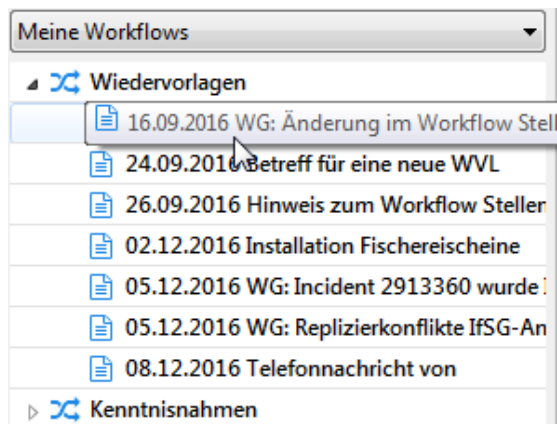 Meine Workflows
Wiedervorlagen
16.09.2016 WG: Änderung im Workflow Stell
24.09.2016 Betreff für eine neue WVL
26.09.2016 Hinweis zum Workflow Stellen
02.12.2016 Installation Fischereischeine
05.12.2016 WG: Incident 2913360 wurde
05.12.2016 WG: Replizierkonflikte IfSG-An
08.12.2016 Telefonnachricht von
Kenntnisnahmen